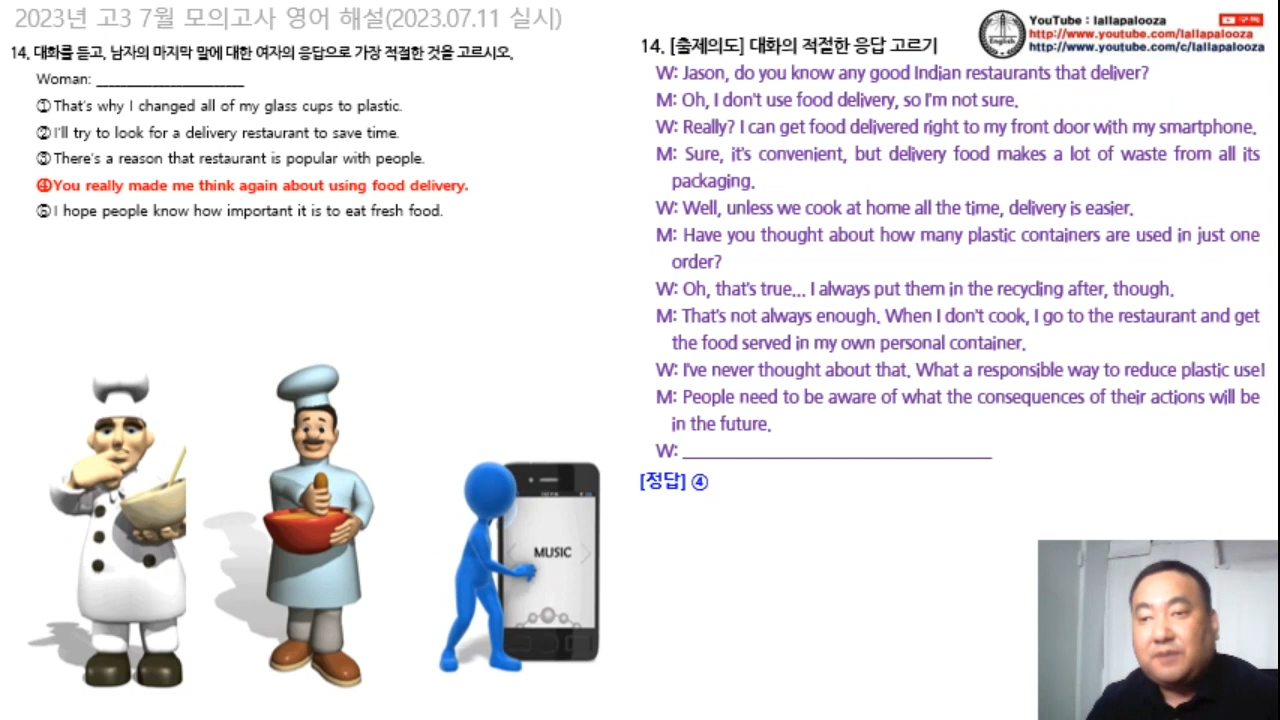 2023년 고3 7월 모의고사 영어 해설(2023.07.11 실시)
14. 대화를 듣고, 남자의 마지막 말에 대한 여자의 응답으로 가장 적절한 것을 고르시오.
Woman: ______________________
① That's why I changed all of my glass cups to plastic.
② I'll try to look for a delivery restaurant to save time.
③ There's a reason that restaurant is popular with people.
④ You really made me think again about using food delivery.
⑤ I hope people know how important it is to eat fresh food.
MUSIC
English
YouTube : lallapalooza
구독
http://www.youtube.com/lallapalooza
http://www.youtube.com/c/lallapalooza
14. [출제의도] 대화의 적절한 응답 고르기
W: Jason, do you know any good Indian restaurants that deliver?
M: Oh, I don't use food delivery, so I'm not sure.
W: Really? I can get food delivered right to my front door with my smartphone.
M: Sure, it's convenient, but delivery food makes a lot of waste from all its
packaging.
W: Well, unless we cook at home all the time, delivery is easier.
M: Have you thought about how many plastic containers are used in just one
order?
W: Oh, that's true... I always put them in the recycling after, though.
M: That's not always enough. When I don't cook, I go to the restaurant and get
the food served in my own personal container.
W: I've never thought about that. What a responsible way to reduce plastic use!
M: People need to be aware of what the consequences of their actions will be
in the future.
W: ______________________________
[정답] ④